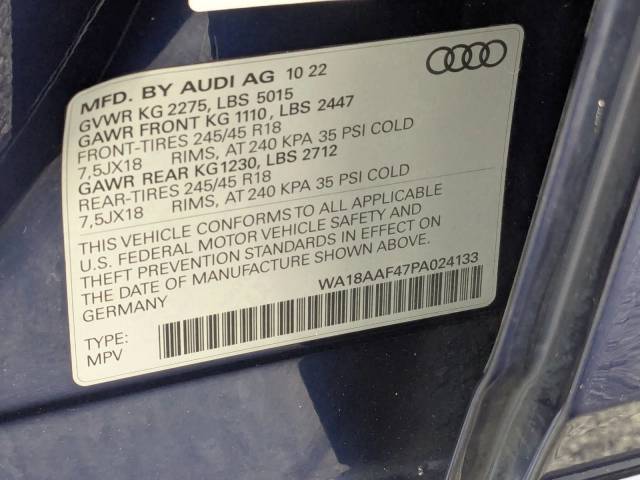 MFD. BY AUDI AG 10 22
GVWR KG 2275, LBS 5015
GAWR FRONT KG 1110, LBS 2447
FRONT-TIRES 245/45 R18
7,5JX18 RIMS, AT 240 KPA 35 PSI COLD
GAWR REAR KG1230, LBS 2712
REAR-TIRES 245/45 R18
7,5JX18 RIMS, AT 240 KPA 35 PSI COLD
THIS VEHICLE CONFORMS TO ALL APPLICABLE
U.S. FEDERAL MOTOR VEHICLE SAFETY AND
THEFT PREVENTION STANDARDS IN EFFECT ON
THE DATE OF MANUFACTURE SHOWN ABOVE.
GERMANY
WA18AAF47PA024133
TYPE:
MPV